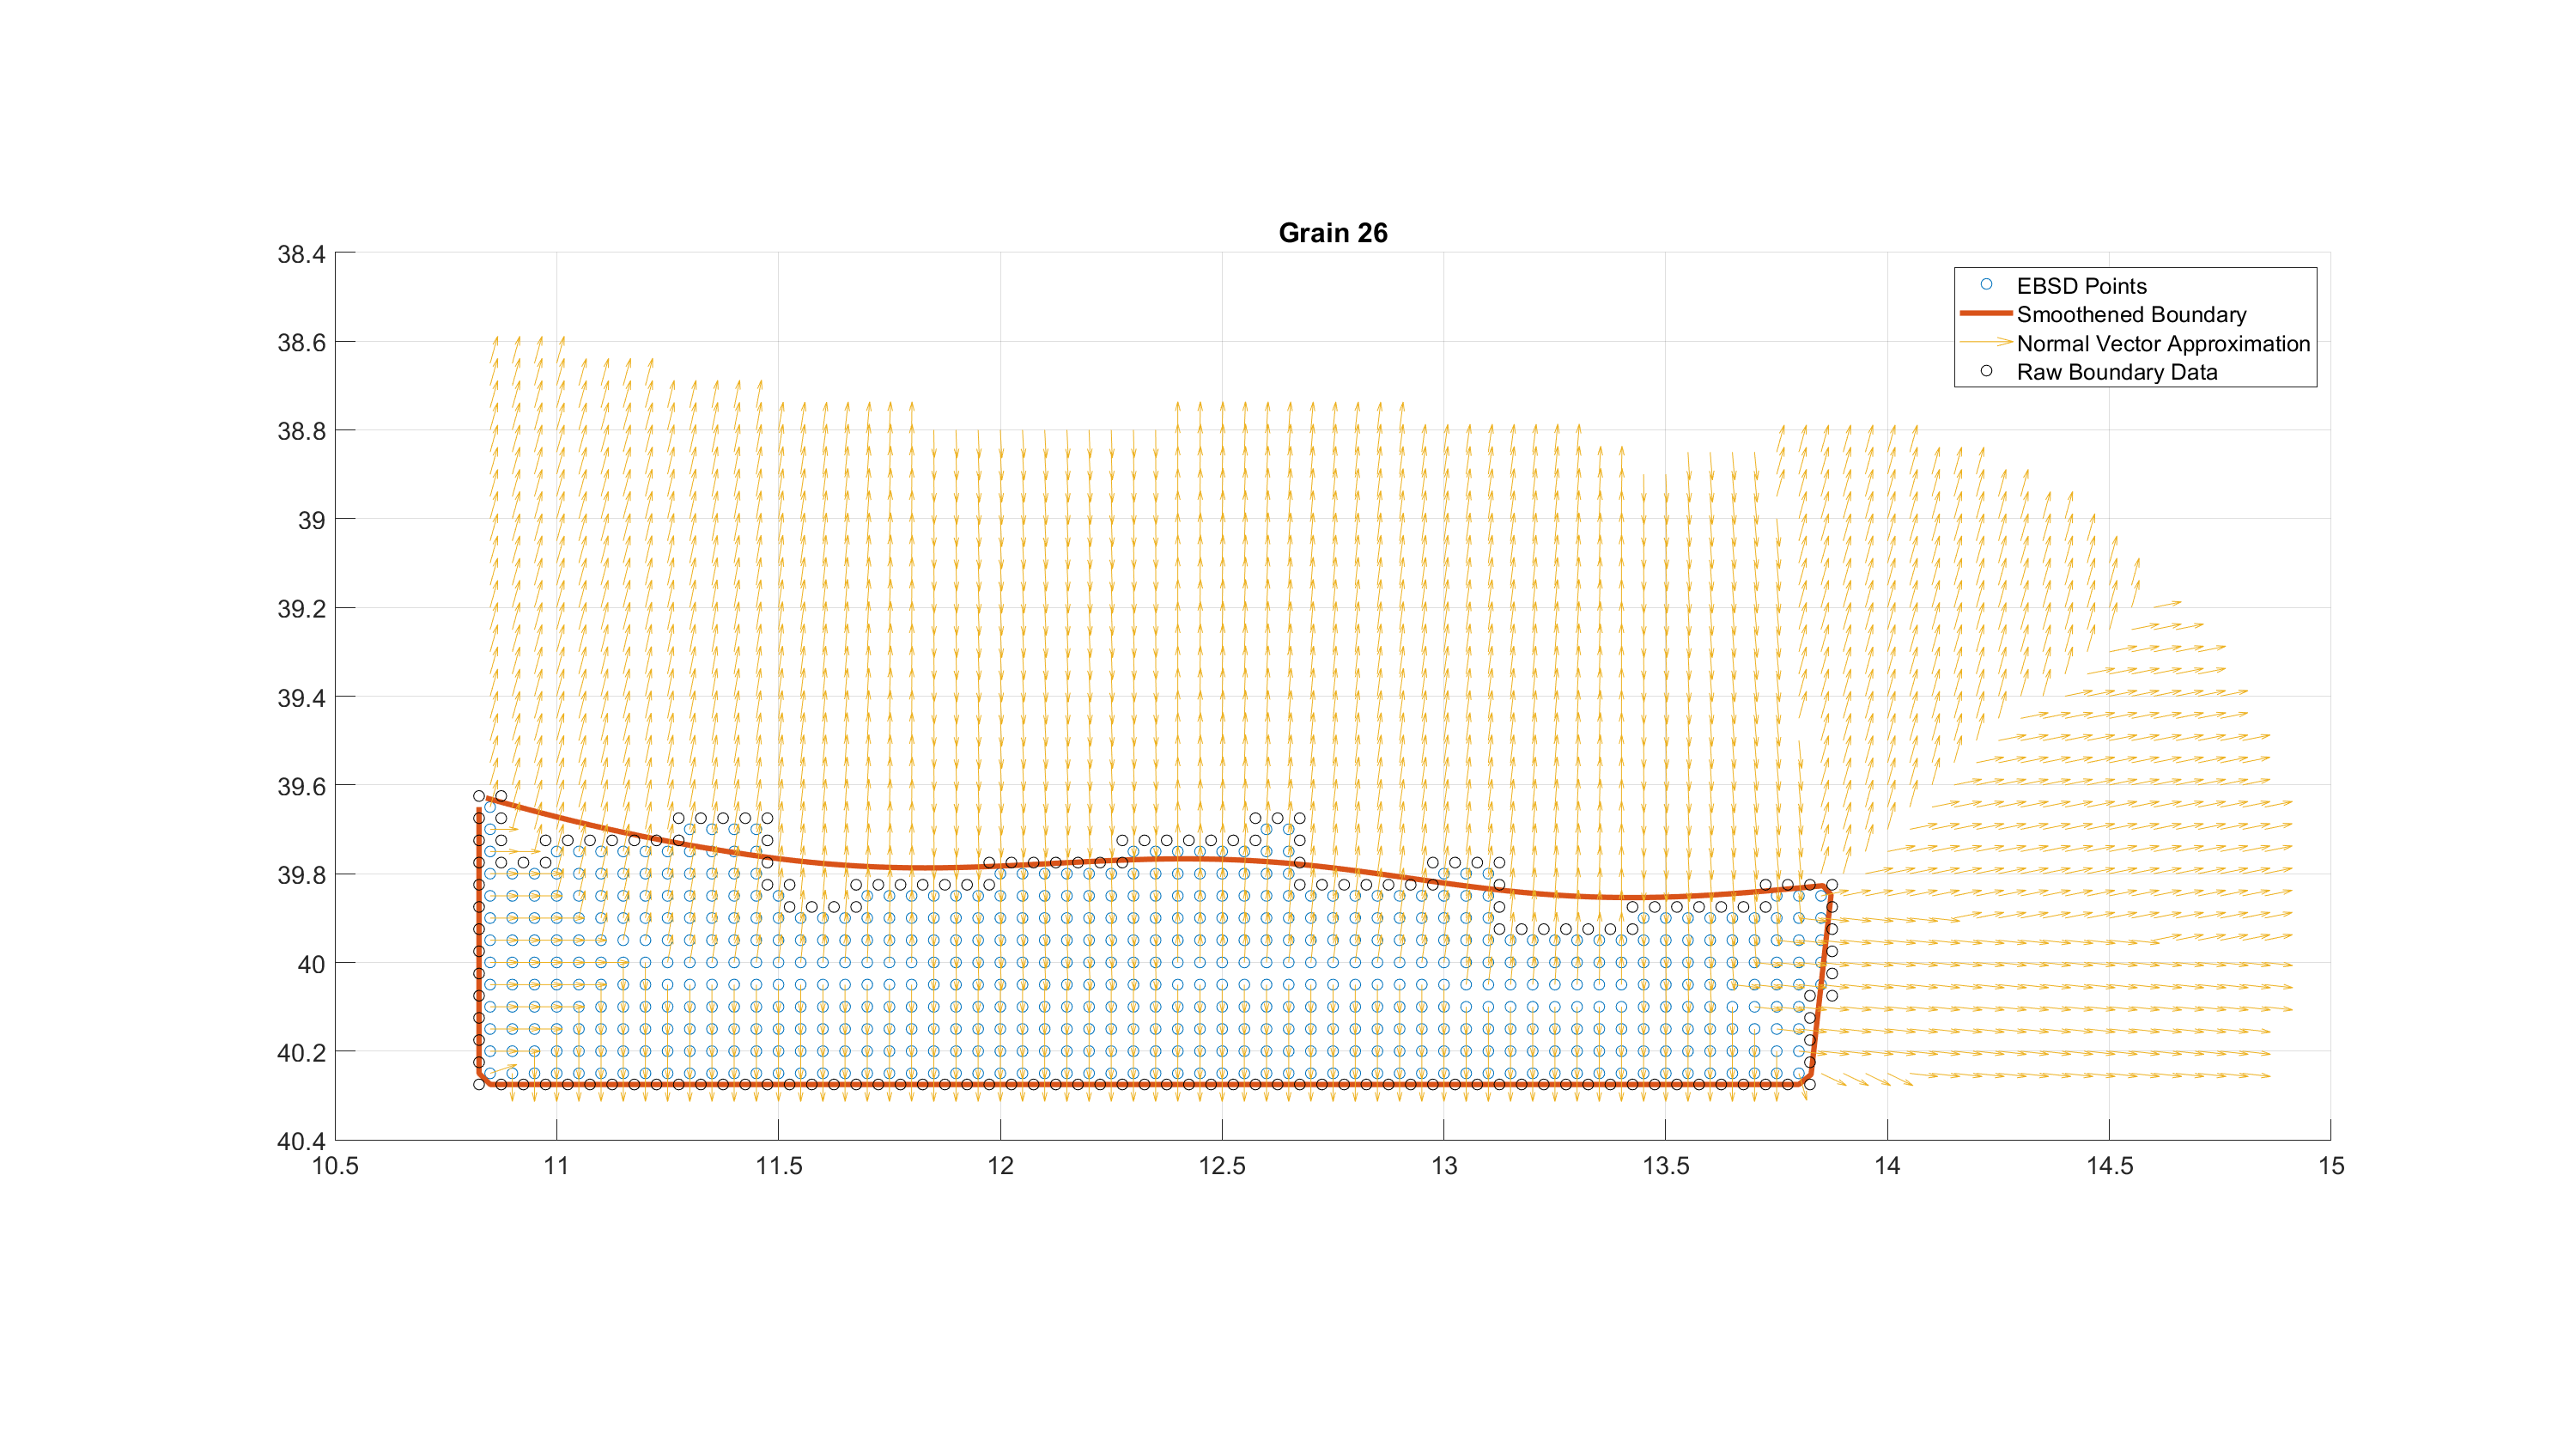 Grain 26
EBSD Points
Smoothened Boundary
Normal Vector Approximation
Raw Boundary Data
38.4
38.6
38.8
39
39.2
39.4
39.6
39.8
40
40.2
40.4
10.5 11 11.5 12 12.5 13 13.5 14 14.5 15